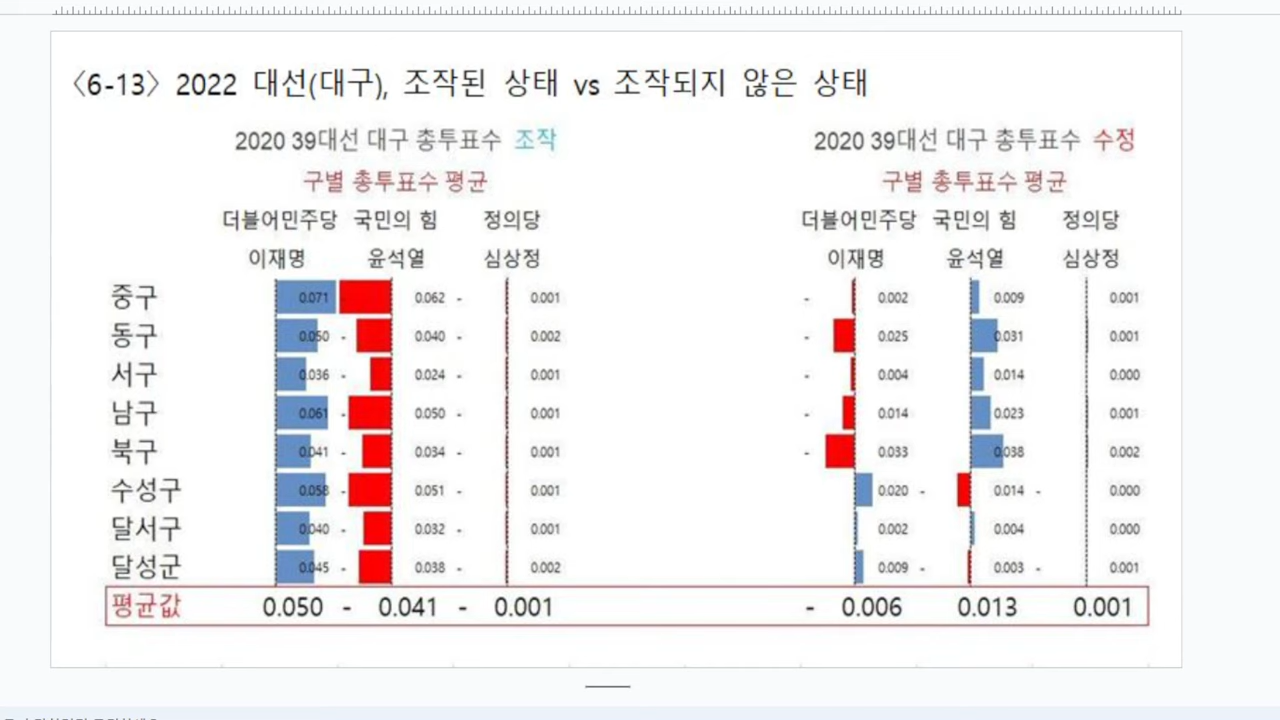 〈6-13〉 2022 대선(대구), 조작된 상태 vs 조작되지 않은 상태
2020 39대선 대구 총투표수 조작 2020 39대선 대구 총투표수 수정
구별 총투표수 평균 구별 총투표수 평균
더불어민주당 국민의 힘 정의당 더불어민주당 국민의 힘 정의당
이재명 윤석열 심상정 이재명 윤석열 심상정
중구 0.071 - 0.062 - 0.001 - 0.002 0.009 0.001
동구 0.050 - 0.040 - 0.002 - 0.025 0.031 0.001
서구 0.036 - 0.024 - 0.001 - 0.004 0.014 0.000
남구 0.061 - 0.050 - 0.001 - 0.014 0.023 0.001
북구 0.041 - 0.034 - 0.001 - 0.033 0.038 0.002
수성구 0.058 - 0.051 - 0.001 0.020 - 0.014 - 0.000
달서구 0.040 - 0.032 - 0.001 0.002 0.004 0.000
달성군 0.045 - 0.038 - 0.002 0.009 - 0.003 - 0.001
평균값 0.050 - 0.041 - 0.001 - 0.006 0.013 0.001